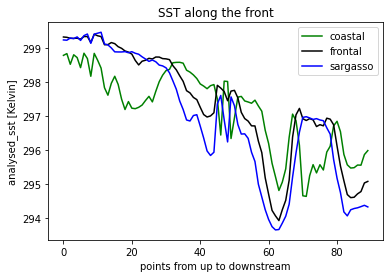 SST along the front
coastal
frontal
sargasso
analysed_sst [Kelvin]
299
298
297
296
295
294
0 20 40 60 80
points from up to downstream